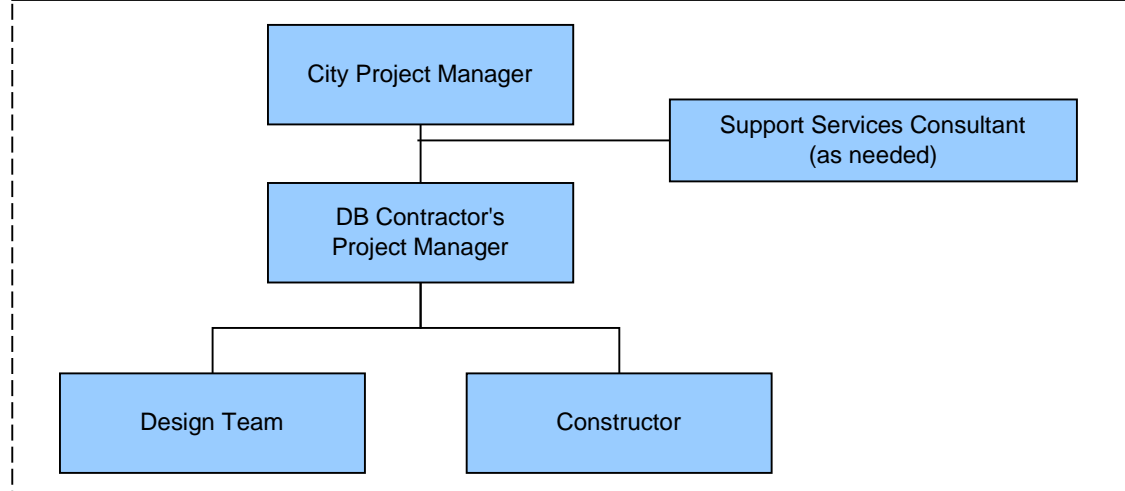 City Project Manager
Support Services Consultant
(as needed)
DB Contractor's
Project Manager
Design Team
Constructor